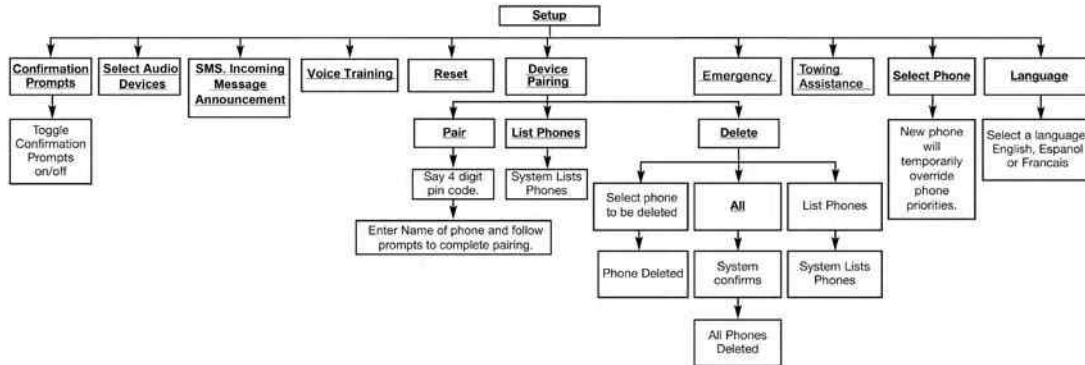 Setup
Confirmation
Prompts
Select Audio
Devices
SMS. Incoming
Message
Announcement
Voice Training
Reset
Device
Pairing
Emergency
Towing
Assistance
Select Phone
Language
Toggle
Confirmation
Prompts
on/off
Pair
List Phones
Delete
New phone
will
temporarily
override
phone
priorities.
Select a language
English, Espanol
or Francais
Say 4 digit
pin code.
System Lists
Phones
Enter Name of phone and follow
prompts to complete pairing.
Select phone
to be deleted
All
List Phones
Phone Deleted
System
confirms
System Lists
Phones
All Phones
Deleted